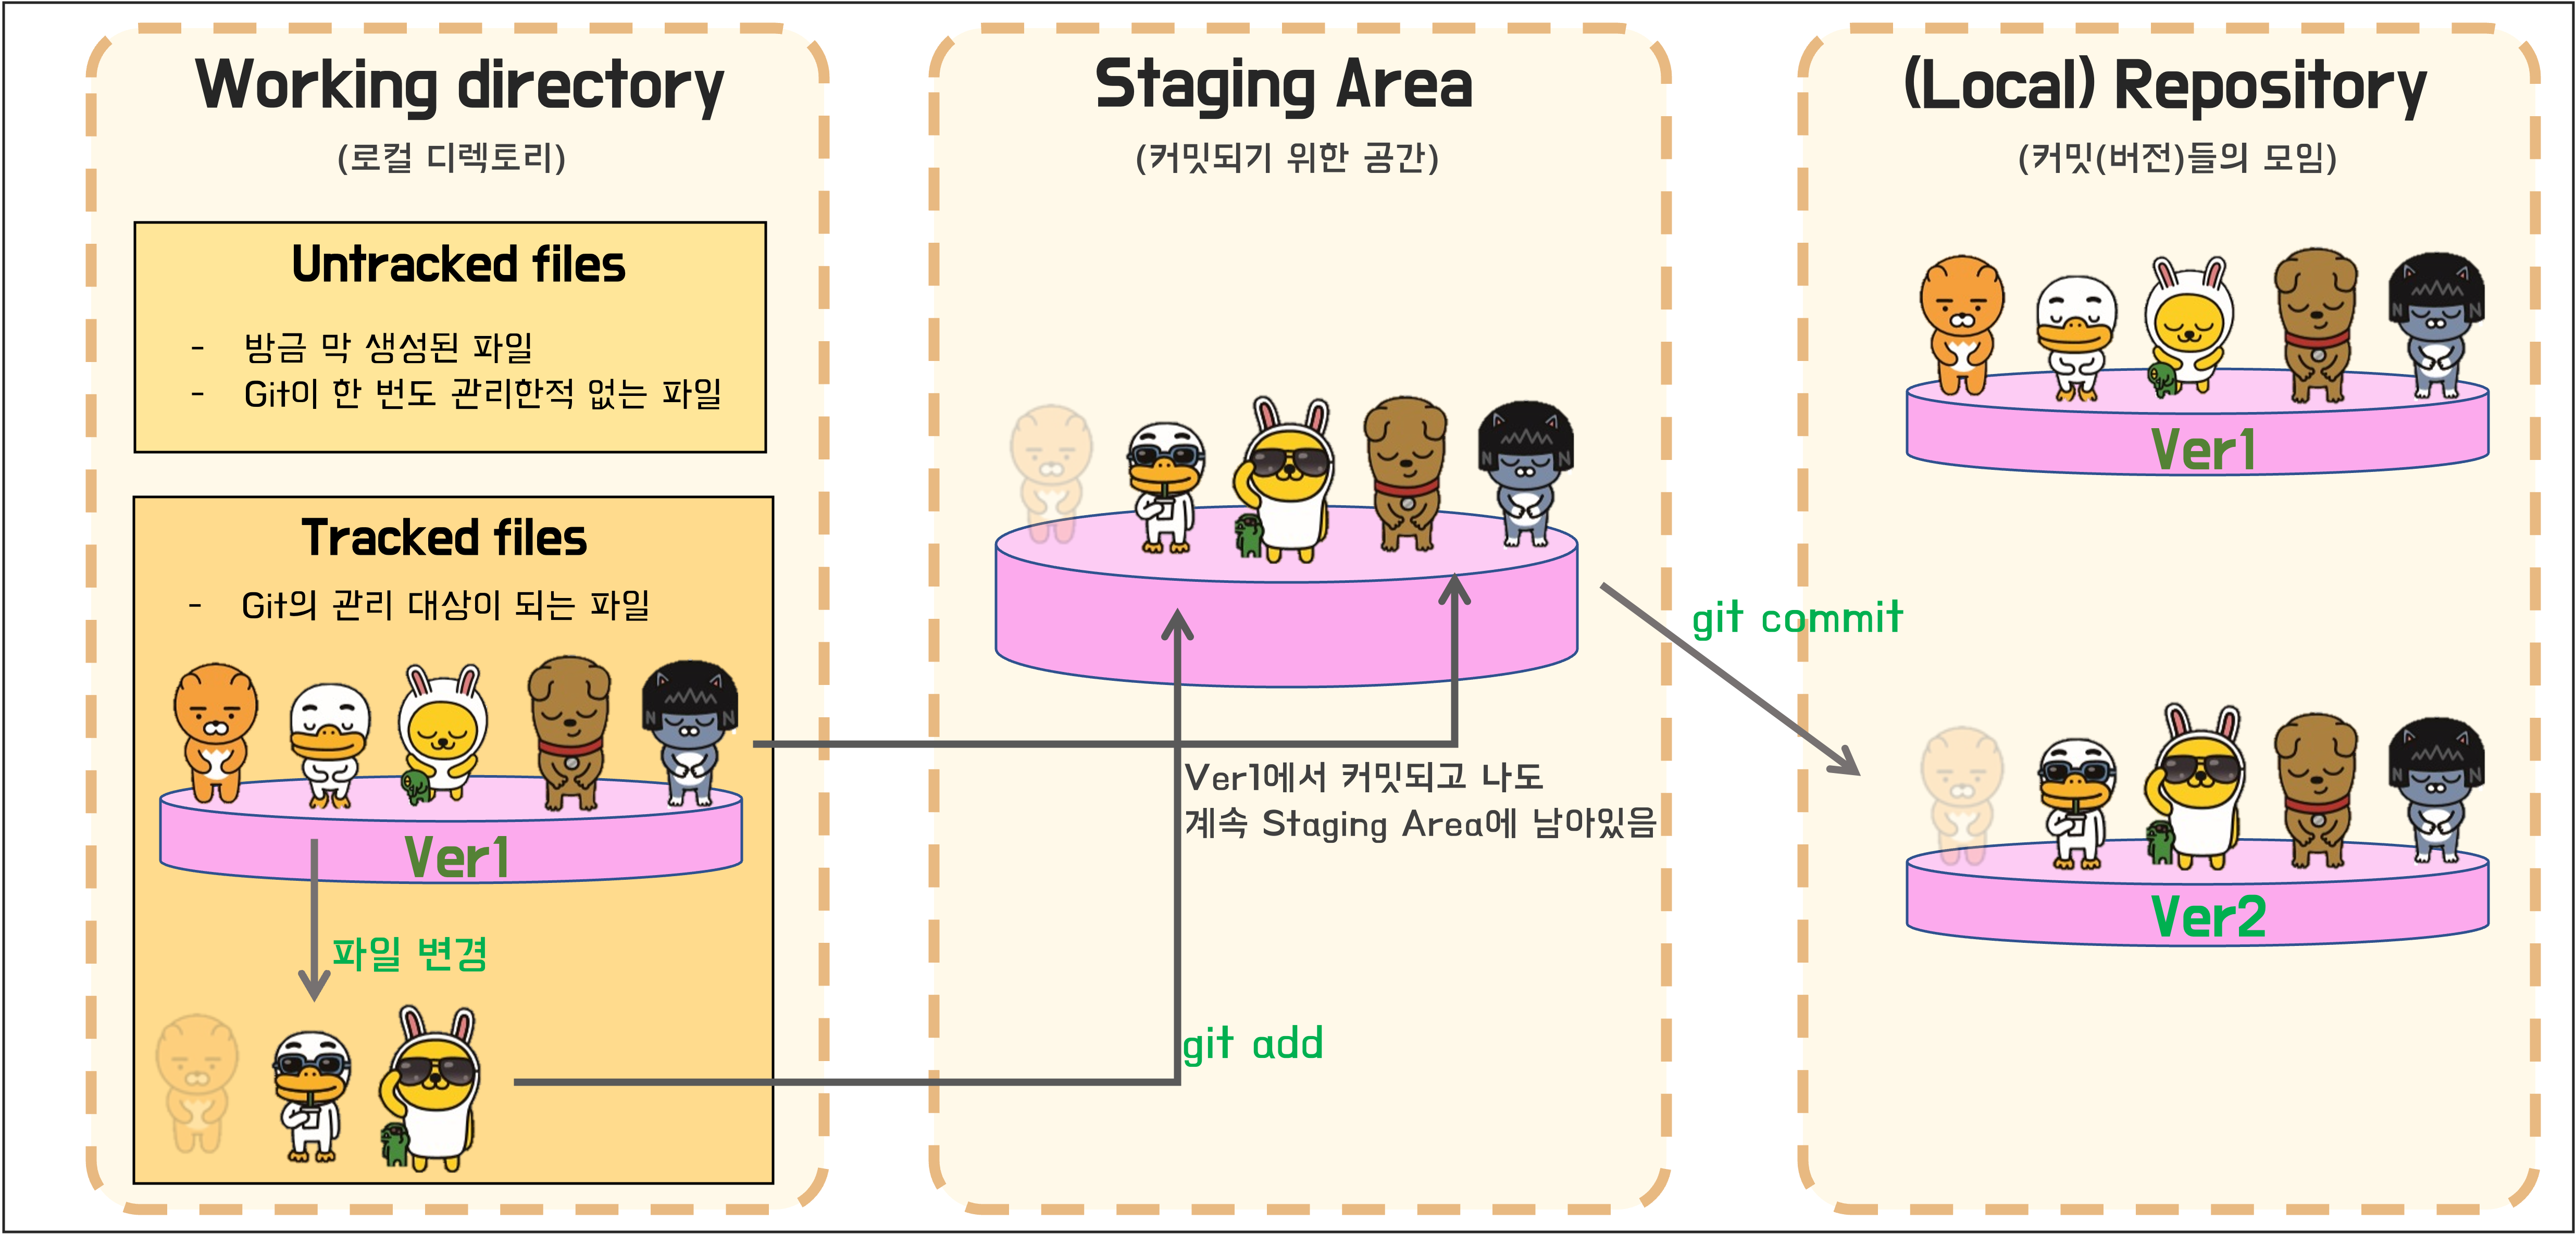 Working directory
(로컬 디렉토리)
Untracked files
- 방금 막 생성된 파일
- Git이 한 번도 관리한적 없는 파일
Tracked files
- Git의 관리 대상이 되는 파일
Ver1
파일 변경
Staging Area
(커밋되기 위한 공간)
Ver1에서 커밋되고 나도
계속 Staging Area에 남아있음
git add
git commit
(Local) Repository
(커밋(버전)들의 모임)
Ver1
Ver2